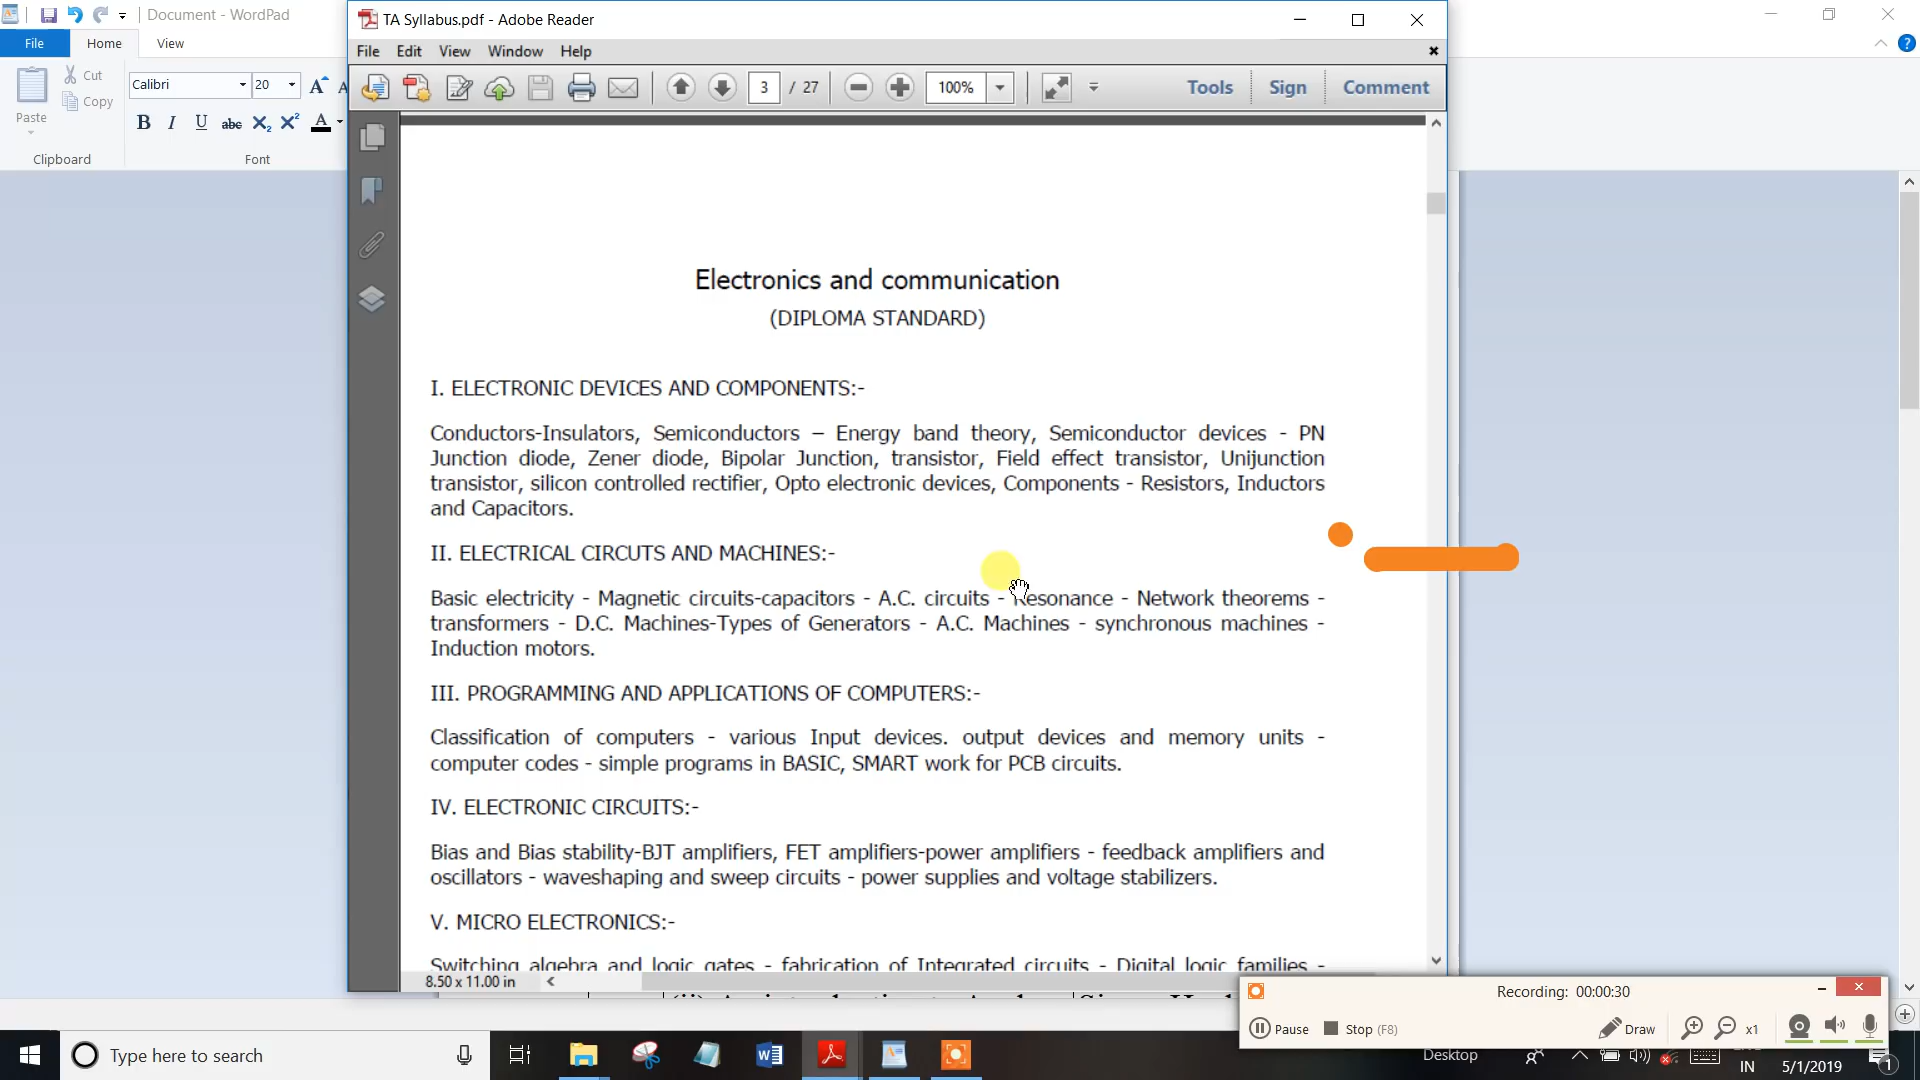 Document - WordPad
TA Syllabus.pdf - Adobe Reader
File Home View
File Edit View Window Help
Cut
Copy
Paste
Calibri 20
B I U abc X2 X2 A
Clipboard Font
3 / 27 100% Tools Sign Comment
Electronics and communication
(DIPLOMA STANDARD)
I. ELECTRONIC DEVICES AND COMPONENTS:-
Conductors-Insulators, Semiconductors – Energy band theory, Semiconductor devices - PN
Junction diode, Zener diode, Bipolar Junction, transistor, Field effect transistor, Unijunction
transistor, silicon controlled rectifier, Opto electronic devices, Components - Resistors, Inductors
and Capacitors.
II. ELECTRICAL CIRCUTS AND MACHINES:-
Basic electricity - Magnetic circuits-capacitors - A.C. circuits - Resonance - Network theorems -
transformers - D.C. Machines-Types of Generators - A.C. Machines - synchronous machines -
Induction motors.
III. PROGRAMMING AND APPLICATIONS OF COMPUTERS:-
Classification of computers - various Input devices. output devices and memory units -
computer codes - simple programs in BASIC, SMART work for PCB circuits.
IV. ELECTRONIC CIRCUITS:-
Bias and Bias stability-BJT amplifiers, FET amplifiers-power amplifiers - feedback amplifiers and
oscillators - waveshaping and sweep circuits - power supplies and voltage stabilizers.
V. MICRO ELECTRONICS:-
Switching algebra and logic gates - fabrication of Integrated circuits - Digital logic families -
8.50 x 11.00 in
Recording: 00:00:30
Pause Stop (F8) Draw x1
Type here to search
Desktop
IN 5/1/2019 1